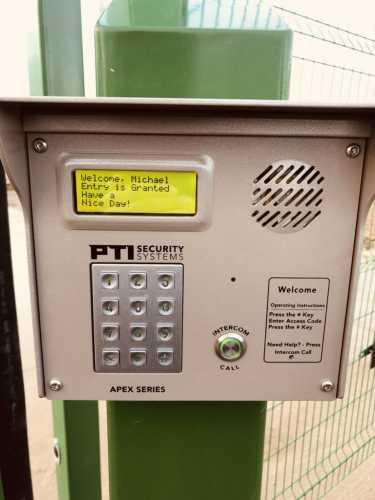 Welcome, Michael
Entry is Granted
Have a
Nice Day!
PTI SECURITY SYSTEMS
Welcome
Operating Instructions
Press the # Key
Enter Access Code
Press the # Key
Need Help? - Press
Intercom Call
INTERCOM
CALL
APEX SERIES